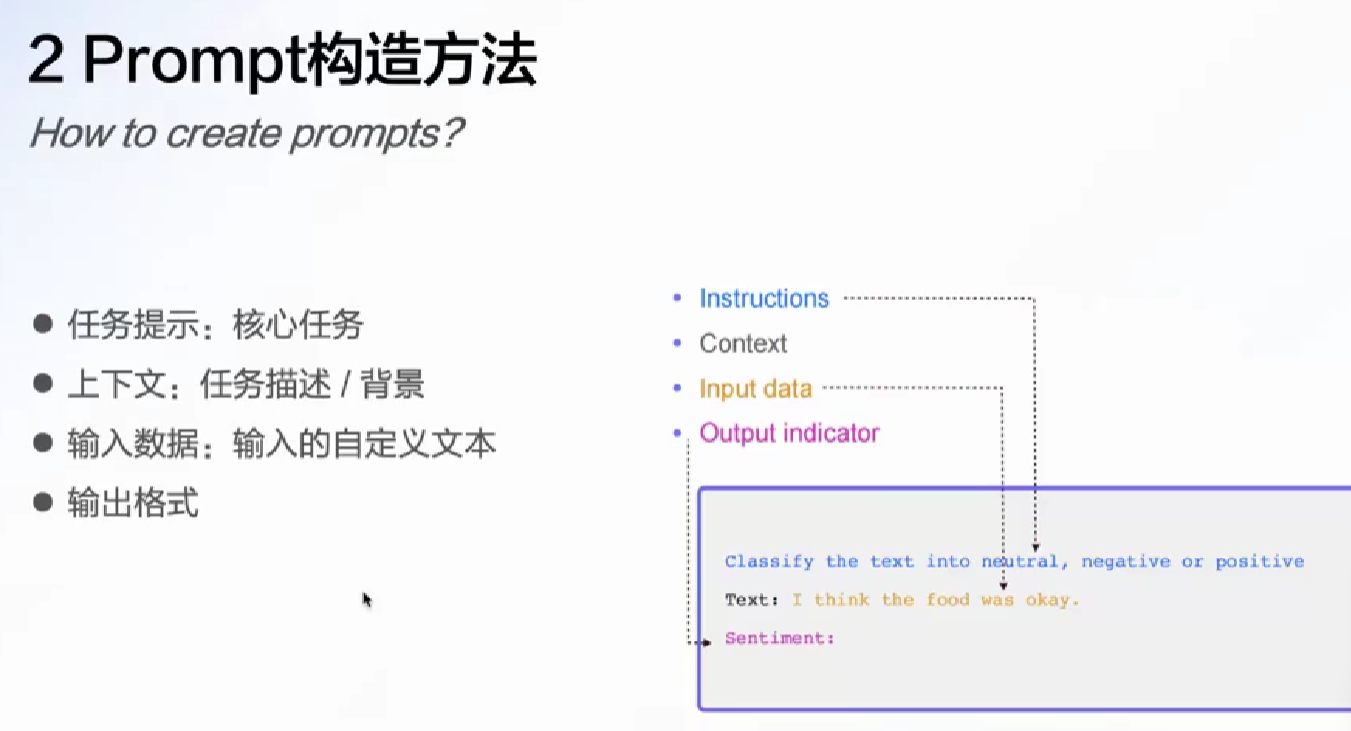 2 Prompt构造方法
How to create prompts?
● 任务提示：核心任务
● 上下文：任务描述 / 背景
● 输入数据：输入的自定义文本
● 输出格式
• Instructions
• Context
• Input data
• Output indicator
Classify the text into neutral, negative or positive
Text: I think the food was okay.
Sentiment: